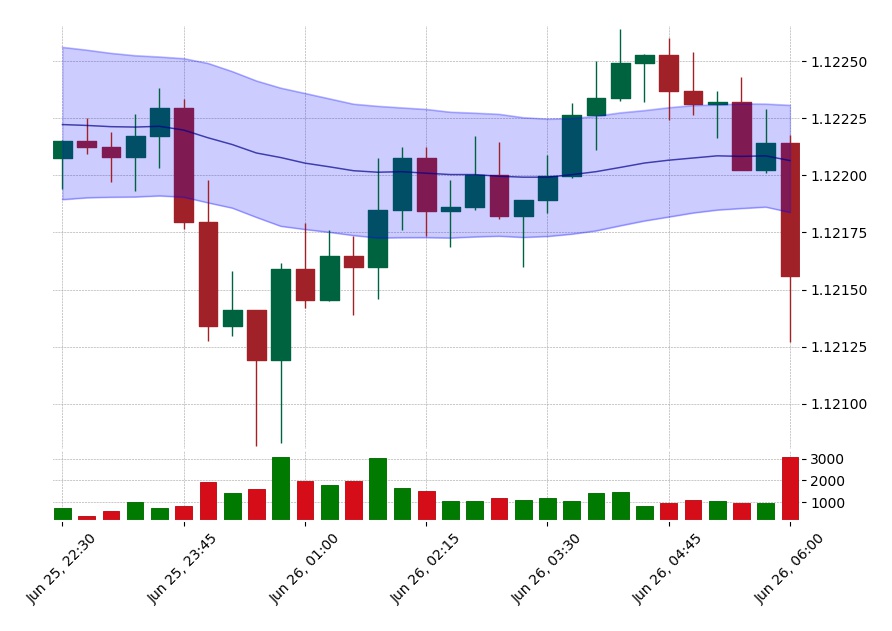 1.12250
1.12225
1.12200
1.12175
1.12150
1.12125
1.12100
3000
2000
1000
Jun 25, 22:30
Jun 25, 23:45
Jun 26, 01:00
Jun 26, 02:15
Jun 26, 03:30
Jun 26, 04:45
Jun 26, 06:00